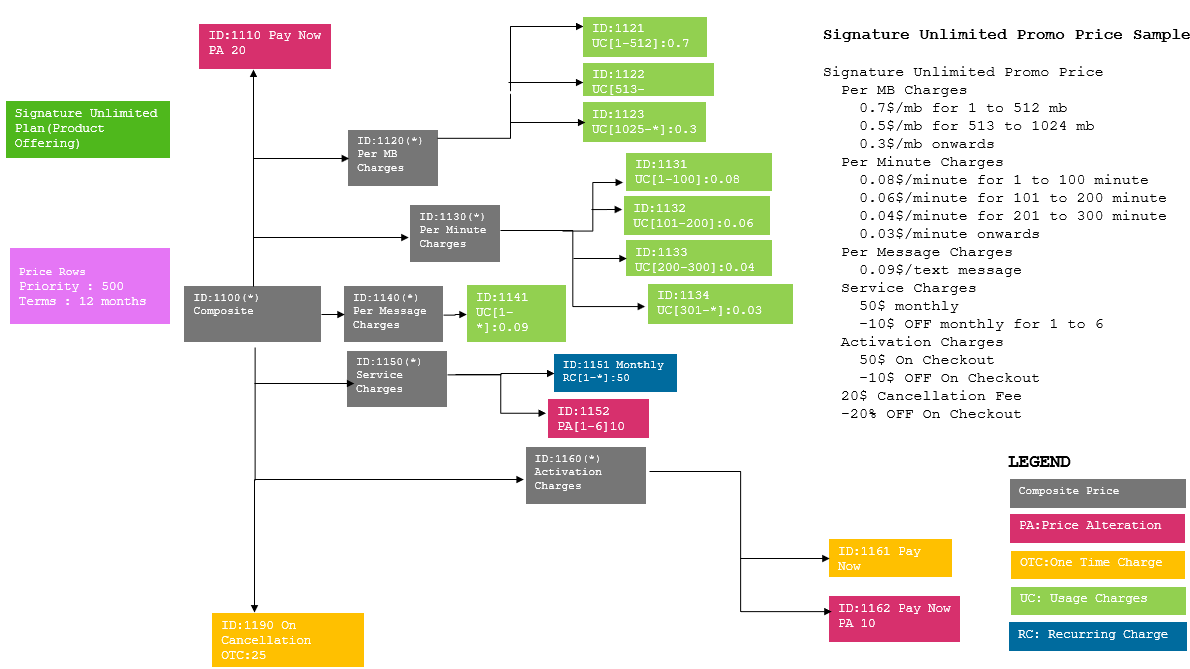 ID:1110 Pay Now
PA 20
Signature Unlimited
Plan(Product
Offering)
Price Rows
Priority : 500
Terms : 12 months
ID:1100(*)
Composite
ID:1120(*)
Per MB
Charges
ID:1121
UC[1-512]:0.7
ID:1122
UC[513-
ID:1123
UC[1025-*]:0.3
ID:1130(*)
Per Minute
Charges
ID:1131
UC[1-100]:0.08
ID:1132
UC[101-200]:0.06
ID:1133
UC[200-300]:0.04
ID:1134
UC[301-*]:0.03
ID:1140(*)
Per Message
Charges
ID:1141
UC[1-
*]:0.09
ID:1150(*)
Service
Charges
ID:1151 Monthly
RC[1-*]:50
ID:1152
PA[1-6]10
ID:1160(*)
Activation
Charges
ID:1161 Pay
Now
ID:1162 Pay Now
PA 10
ID:1190 On
Cancellation
OTC:25
Signature Unlimited Promo Price Sample
Signature Unlimited Promo Price
Per MB Charges
0.7$/mb for 1 to 512 mb
0.5$/mb for 513 to 1024 mb
0.3$/mb onwards
Per Minute Charges
0.08$/minute for 1 to 100 minute
0.06$/minute for 101 to 200 minute
0.04$/minute for 201 to 300 minute
0.03$/minute onwards
Per Message Charges
0.09$/text message
Service Charges
50$ monthly
-10$ OFF monthly for 1 to 6
Activation Charges
50$ On Checkout
-10$ OFF On Checkout
20$ Cancellation Fee
-20% OFF On Checkout
LEGEND
Composite Price
PA:Price Alteration
OTC:One Time Charge
UC: Usage Charges
RC: Recurring Charge